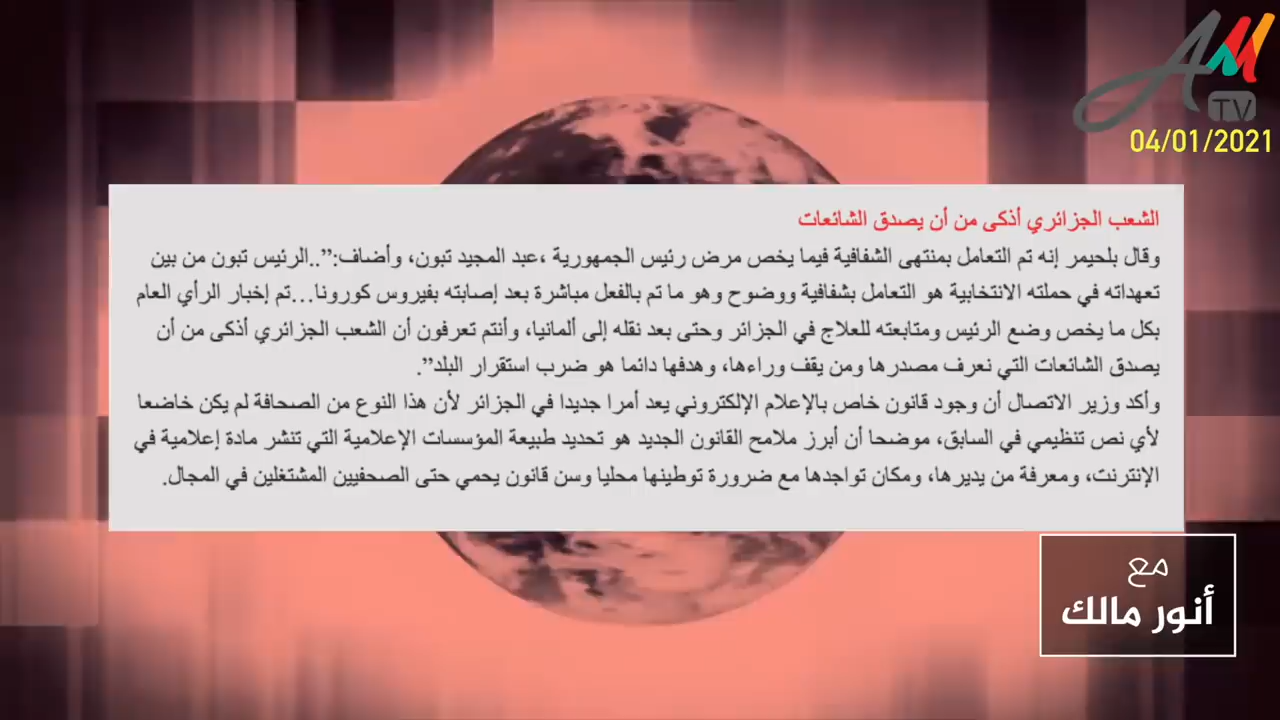 AM
TV
04/01/2021
الشعب الجزائري أذكى من أن يصدق الشائعات
وقال بلحيمر إنه تم التعامل بمنتهى الشفافية فيما يخص مرض رئيس الجمهورية ،عبد المجيد تبون، وأضاف:”..الرئيس تبون من بين
تعهداته في حملته الانتخابية هو التعامل بشفافية ووضوح وهو ما تم بالفعل مباشرة بعد إصابته بفيروس كورونا...تم إخبار الرأي العام
بكل ما يخص وضع الرئيس ومتابعته للعلاج في الجزائر وحتى بعد نقله إلى ألمانيا، وأنتم تعرفون أن الشعب الجزائري أذكى من أن
يصدق الشائعات التي نعرف مصدرها ومن يقف وراءها، وهدفها دائما هو ضرب استقرار البلد”.
وأكد وزير الاتصال أن وجود قانون خاص بالإعلام الإلكتروني يعد أمرا جديدا في الجزائر لأن هذا النوع من الصحافة لم يكن خاضعا
لأي نص تنظيمي في السابق، موضحا أن أبرز ملامح القانون الجديد هو تحديد طبيعة المؤسسات الإعلامية التي تنشر مادة إعلامية في
الإنترنت، ومعرفة من يديرها، ومكان تواجدها مع ضرورة توطينها محليا وسن قانون يحمي حتى الصحفيين المشتغلين في المجال.
مع
أنور مالك